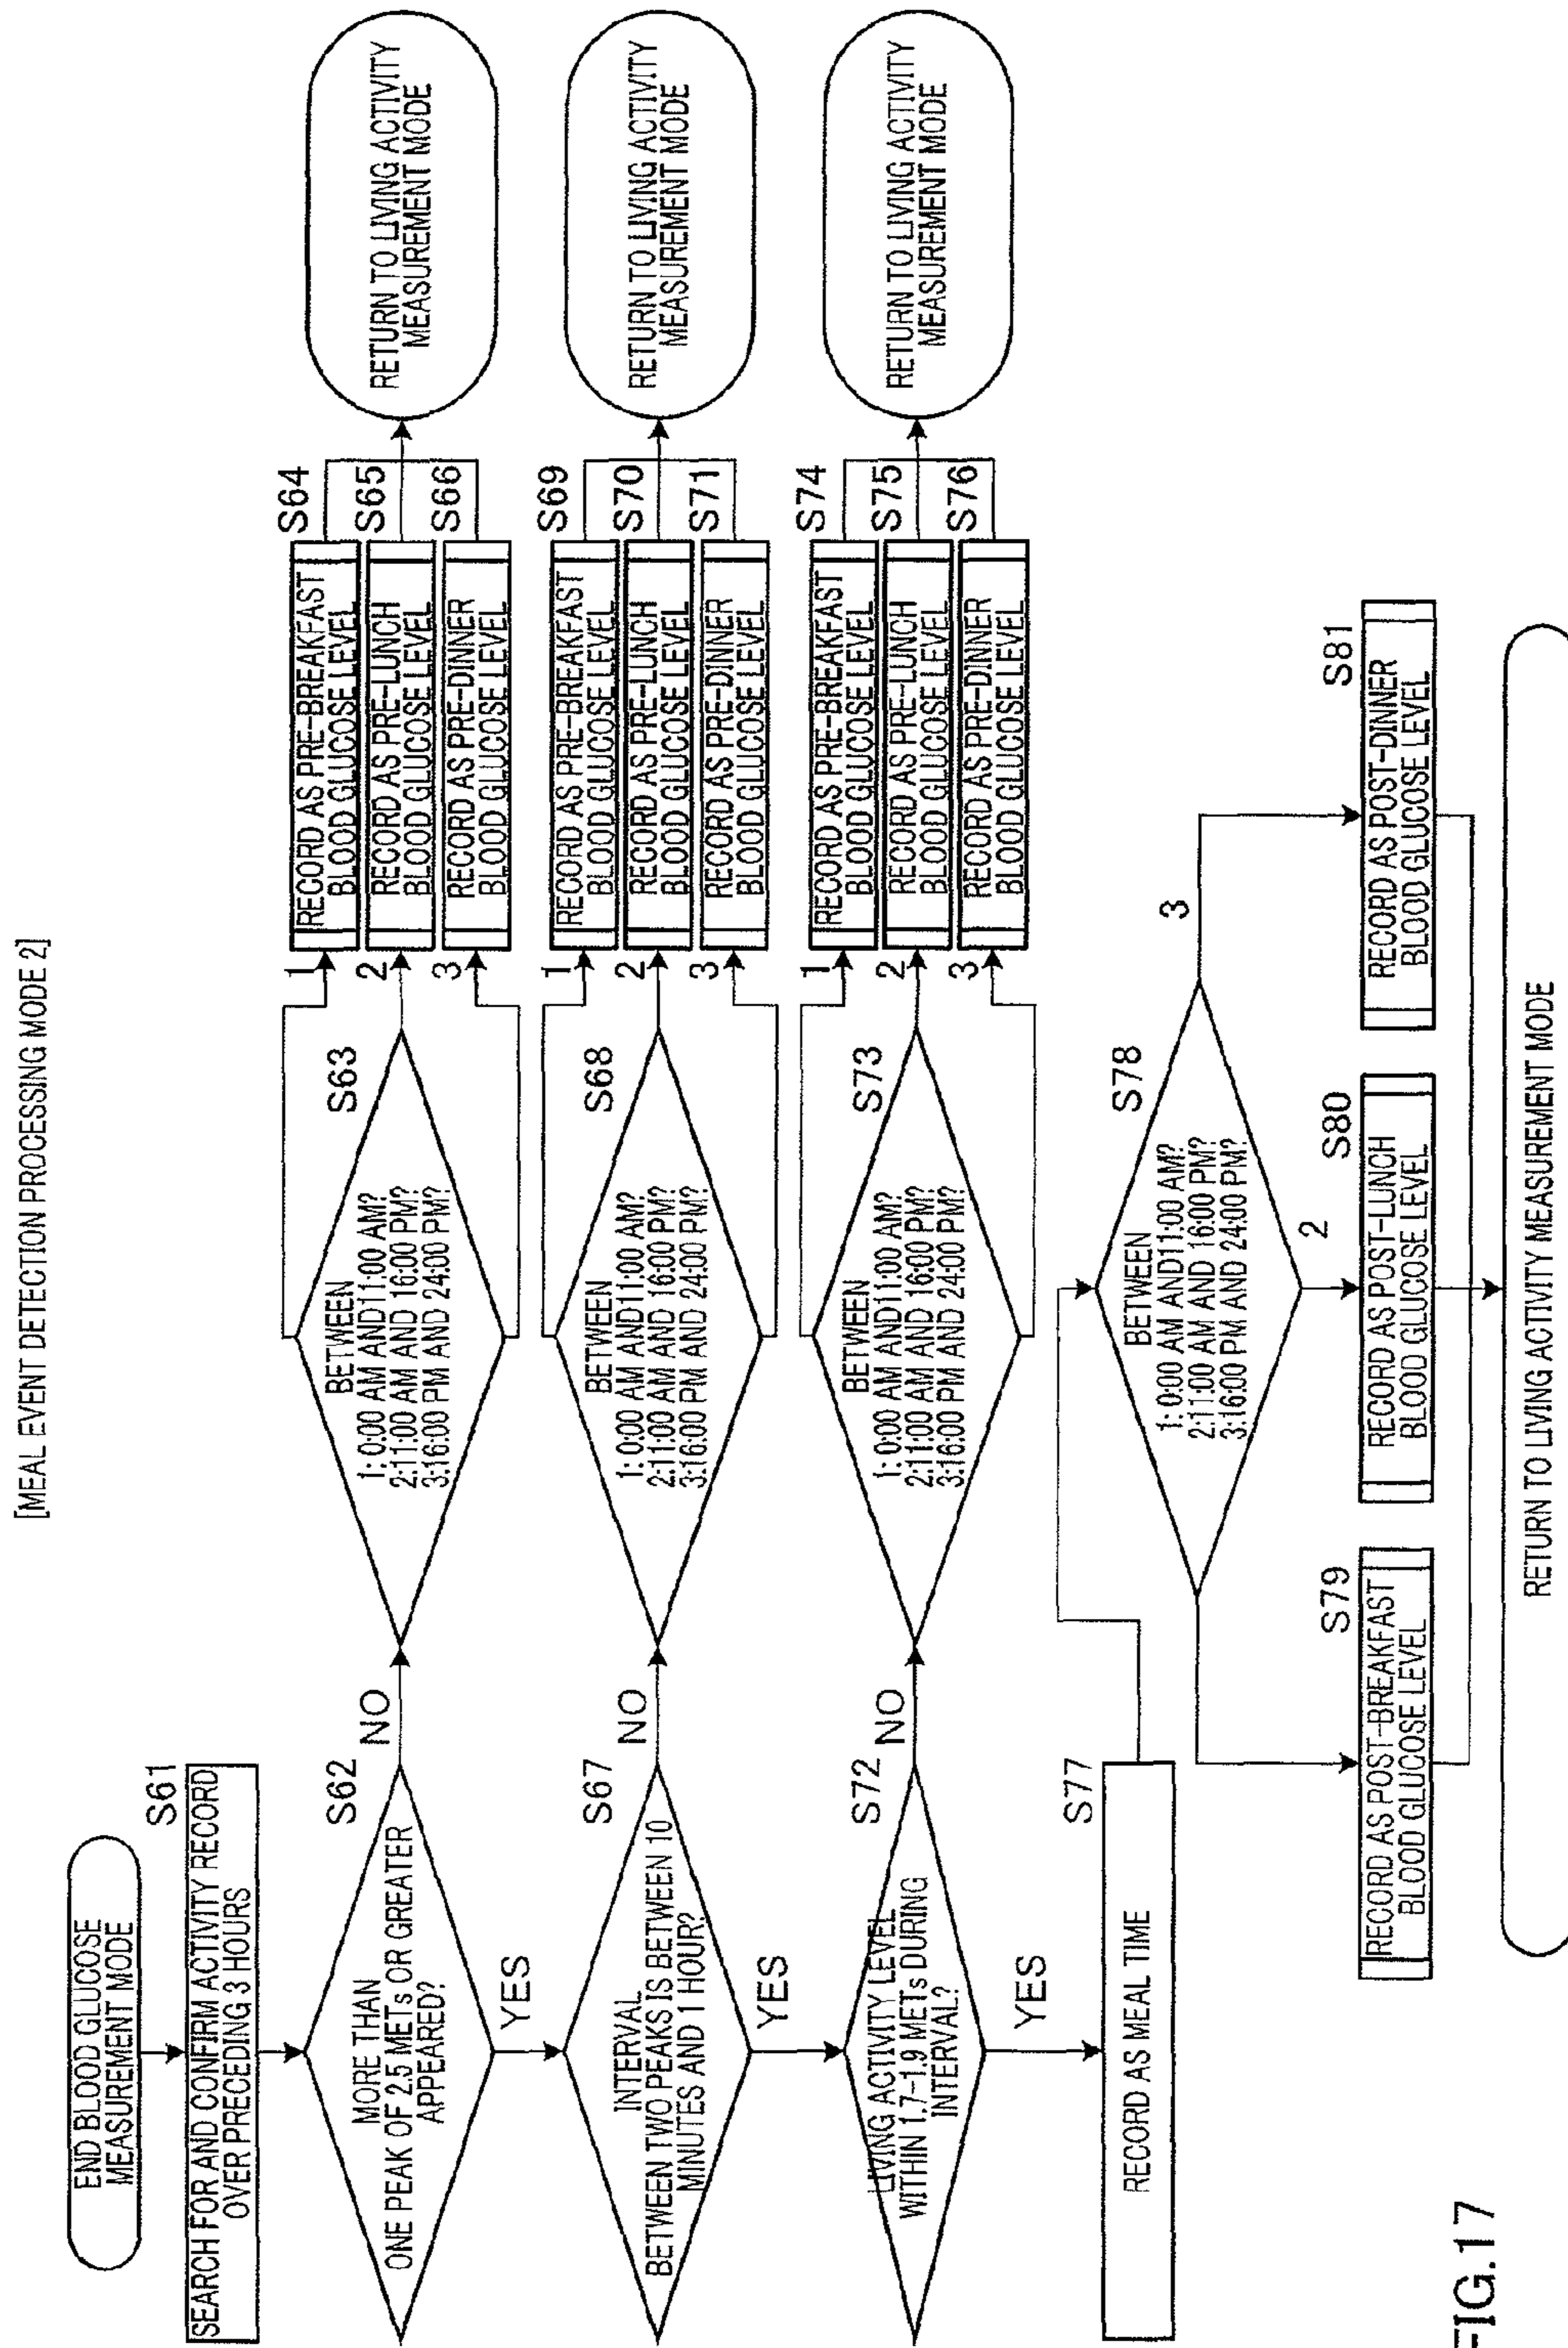 [MEAL EVENT DETECTION PROCESSING MODE 2]
END BLOOD GLUCOSE
MEASUREMENT MODE
S61
SEARCH FOR AND CONFIRM ACTIVITY RECORD
OVER PRECEDING 3 HOURS
S62
MORE THAN
ONE PEAK OF 2.5 METs OR GREATER
APPEARED?
NO
YES
S63
BETWEEN
1: 0:00 AM AND11:00 AM?
2:11:00 AM AND 16:00 PM?
3:16:00 PM AND 24:00 PM?
1
2
3
S64
RECORD AS PRE-BREAKFAST
BLOOD GLUCOSE LEVEL
S65
RECORD AS PRE-LUNCH
BLOOD GLUCOSE LEVEL
S66
RECORD AS PRE-DINNER
BLOOD GLUCOSE LEVEL
RETURN TO LIVING ACTIVITY
MEASUREMENT MODE
S67
INTERVAL
BETWEEN TWO PEAKS IS BETWEEN 10
MINUTES AND 1 HOUR?
NO
YES
S68
BETWEEN
1: 0:00 AM AND11:00 AM?
2:11:00 AM AND 16:00 PM?
3:16:00 PM AND 24:00 PM?
1
2
3
S69
RECORD AS PRE-BREAKFAST
BLOOD GLUCOSE LEVEL
S70
RECORD AS PRE-LUNCH
BLOOD GLUCOSE LEVEL
S71
RECORD AS PRE-DINNER
BLOOD GLUCOSE LEVEL
RETURN TO LIVING ACTIVITY
MEASUREMENT MODE
S72
LIVING ACTIVITY LEVEL
WITHIN 1.7-1.9 METs DURING
INTERVAL?
NO
YES
S73
BETWEEN
1: 0:00 AM AND11:00 AM?
2:11:00 AM AND 16:00 PM?
3:16:00 PM AND 24:00 PM?
1
2
3
S74
RECORD AS PRE-BREAKFAST
BLOOD GLUCOSE LEVEL
S75
RECORD AS PRE-LUNCH
BLOOD GLUCOSE LEVEL
S76
RECORD AS PRE-DINNER
BLOOD GLUCOSE LEVEL
RETURN TO LIVING ACTIVITY
MEASUREMENT MODE
S77
RECORD AS MEAL TIME
S78
BETWEEN
1: 0:00 AM AND11:00 AM?
2:11:00 AM AND 16:00 PM?
3:16:00 PM AND 24:00 PM?
2
3
S79
RECORD AS POST-BREAKFAST
BLOOD GLUCOSE LEVEL
S80
RECORD AS POST-LUNCH
BLOOD GLUCOSE LEVEL
S81
RECORD AS POST-DINNER
BLOOD GLUCOSE LEVEL
RETURN TO LIVING ACTIVITY MEASUREMENT MODE
FIG.17